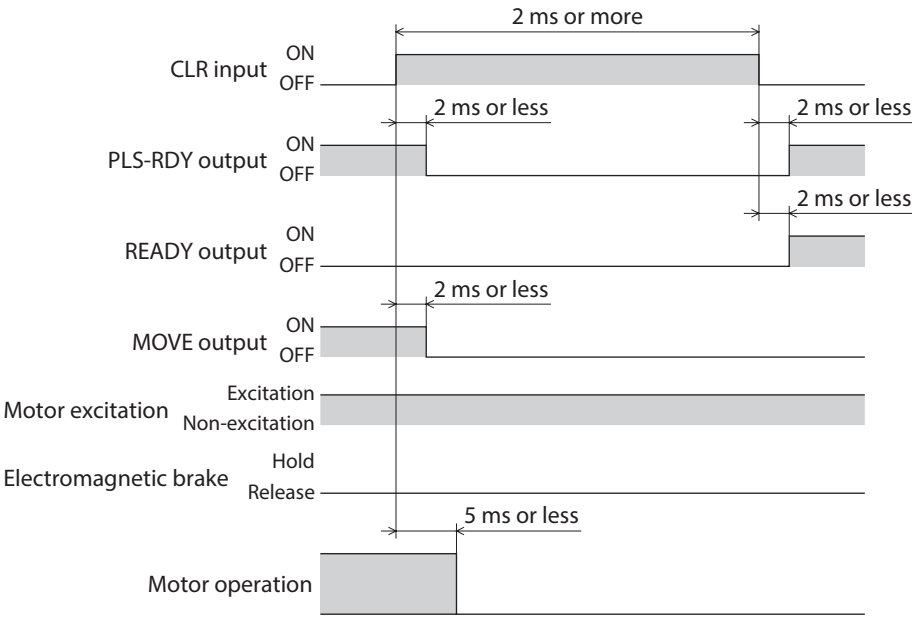 2 ms or more
CLR input
ON
OFF
2 ms or less
2 ms or less
PLS-RDY output
ON
OFF
2 ms or less
READY output
ON
OFF
2 ms or less
MOVE output
ON
OFF
Motor excitation
Excitation
Non-excitation
Electromagnetic brake
Hold
Release
5 ms or less
Motor operation